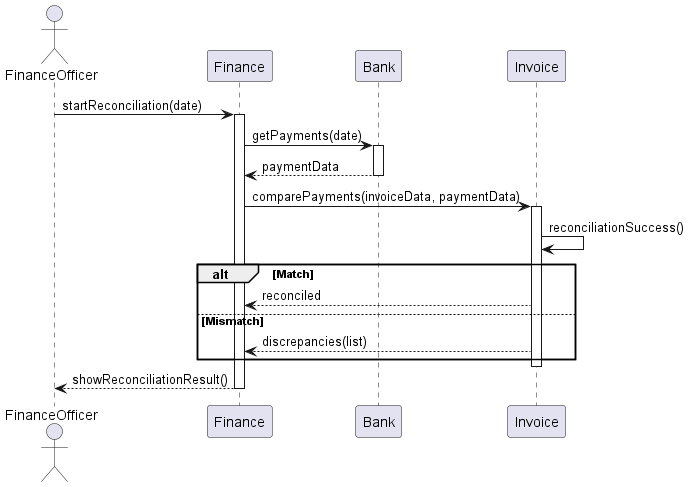 FinanceOfficer
Finance
Bank
Invoice
startReconciliation(date)
getPayments(date)
paymentData
comparePayments(invoiceData, paymentData)
reconciliationSuccess()
alt [Match]
reconciled
[Mismatch]
discrepancies(list)
showReconciliationResult()
FinanceOfficer
Finance
Bank
Invoice